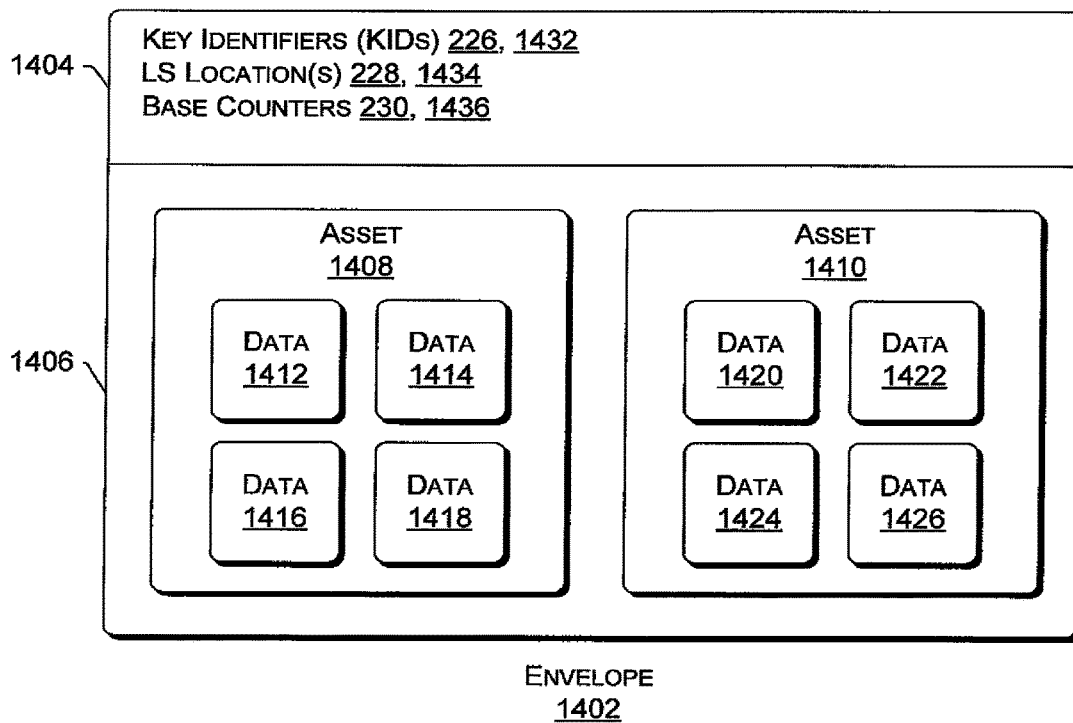 KEY IDENTIFIERS (KIDS) 226, 1432
1404
LS LOCATION(S) 228, 1434
BASE COUNTERS 230, 1436
ASSET
1408
ASSET
1410
DATA
1412
DATA
1414
DATA
1420
DATA
1422
1406
DATA
1416
DATA
1418
DATA
1424
DATA
1426
ENVELOPE
1402